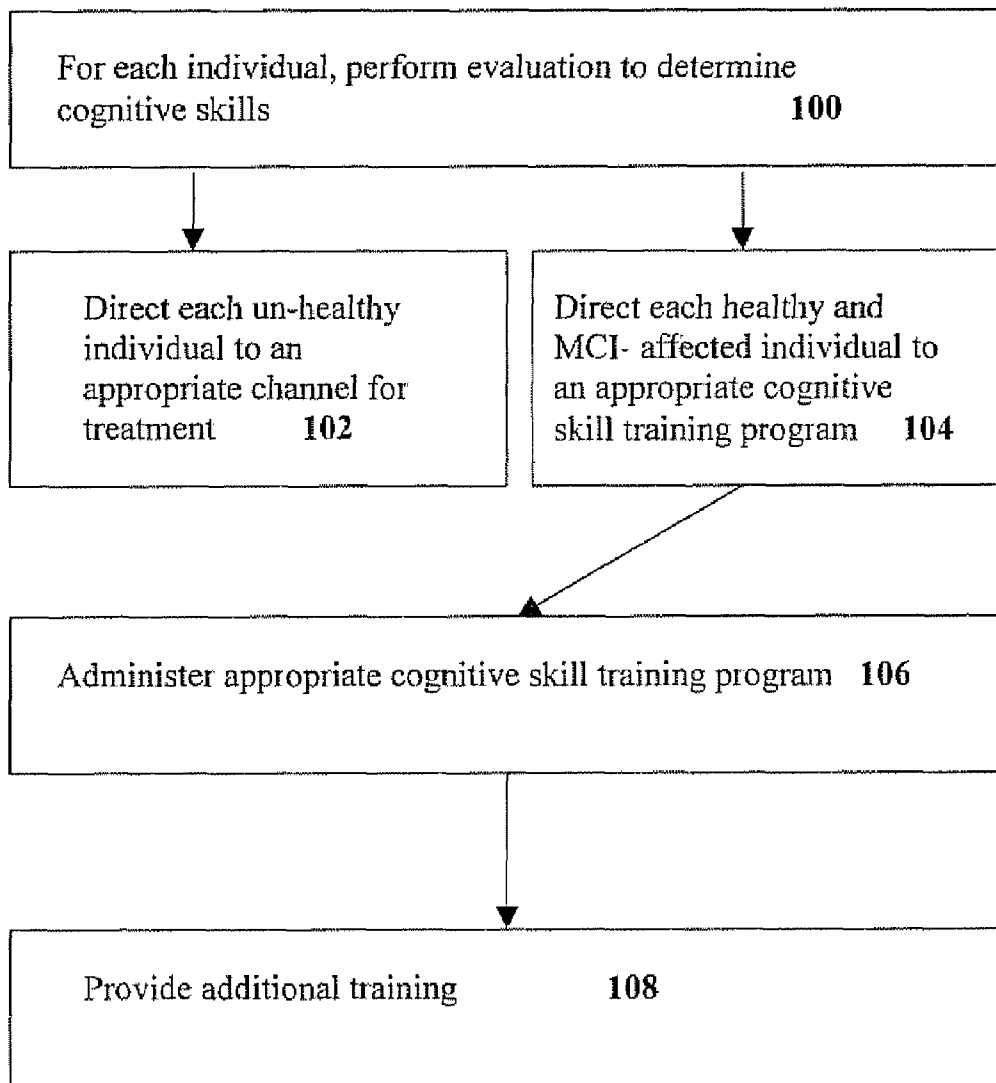 For each individual, perform evaluation to determine
cognitive skills 100
Direct each un-healthy
individual to an
appropriate channel for
treatment 102
Direct each healthy and
MCI- affected individual to
an appropriate cognitive
skill training program 104
Administer appropriate cognitive skill training program 106
Provide additional training 108